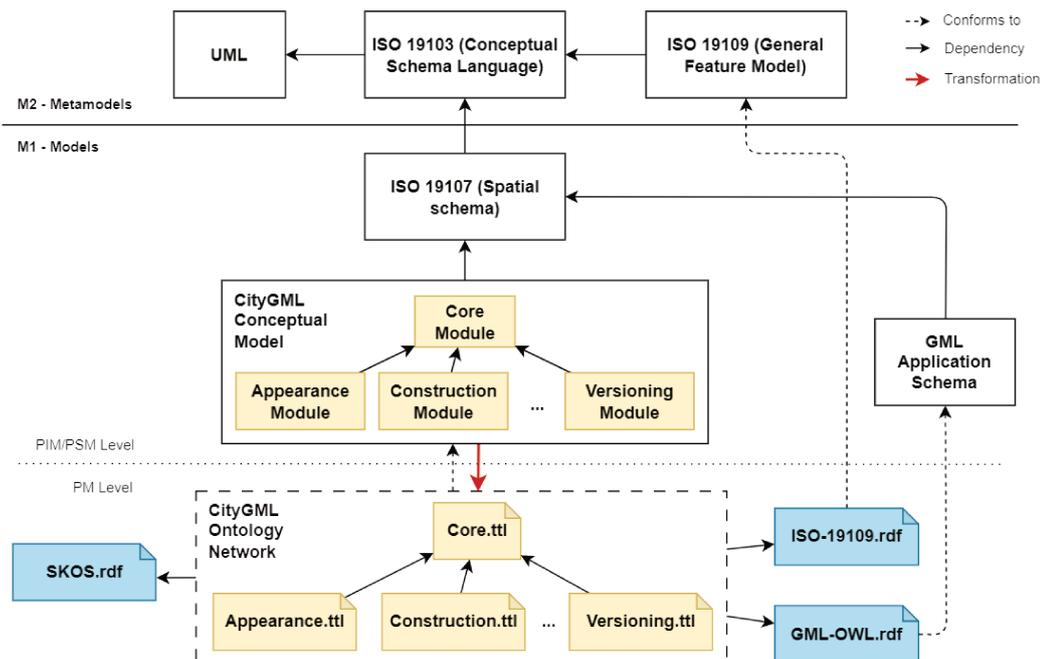 UML
ISO 19103 (Conceptual
Schema Language)
ISO 19109 (General
Feature Model)
Conforms to
Dependency
Transformation
M2 - Metamodels
M1 - Models
ISO 19107 (Spatial
schema)
CityGML
Conceptual
Model
Core
Module
Appearance
Module
Construction
Module
...
Versioning
Module
GML
Application
Schema
PIM/PSM Level
PM Level
CityGML
Ontology
Network
Core.ttl
ISO-19109.rdf
SKOS.rdf
Appearance.ttl
Construction.ttl
...
Versioning.ttl
GML-OWL.rdf